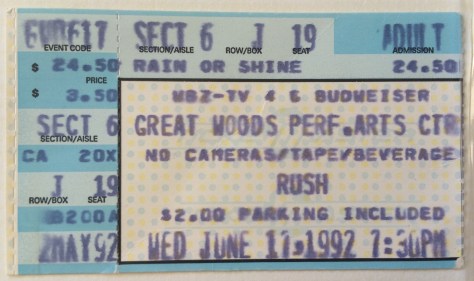 6V0617 SECT 6 J 19 ADULT
EVENT CODE SECTION/AISLE ROW/BOX SEAT ADMISSION
$ 24.50 RAIN OR SHINE 24.50
PRICE
$ 3.50 WBZ-TV 4 & BUDWEISER
SECT 6 GREAT WOODS PERF.ARTS CTR
SECTION/AISLE
CA 20X NO CAMERAS/TAPE/BEVERAGE
J 19 RUSH
ROW/BOX SEAT
$2.00 PARKING INCLUDED
2MAY92 WED JUNE 17,1992 7:30PM